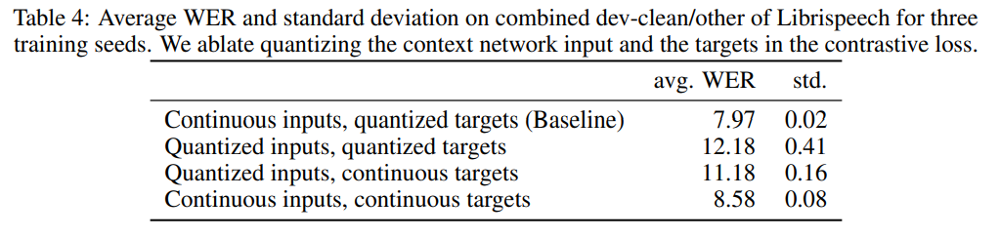 Table 4: Average WER and standard deviation on combined dev-clean/other of Librispeech for three
training seeds. We ablate quantizing the context network input and the targets in the contrastive loss.
avg. WER std.
Continuous inputs, quantized targets (Baseline) 7.97 0.02
Quantized inputs, quantized targets 12.18 0.41
Quantized inputs, continuous targets 11.18 0.16
Continuous inputs, continuous targets 8.58 0.08